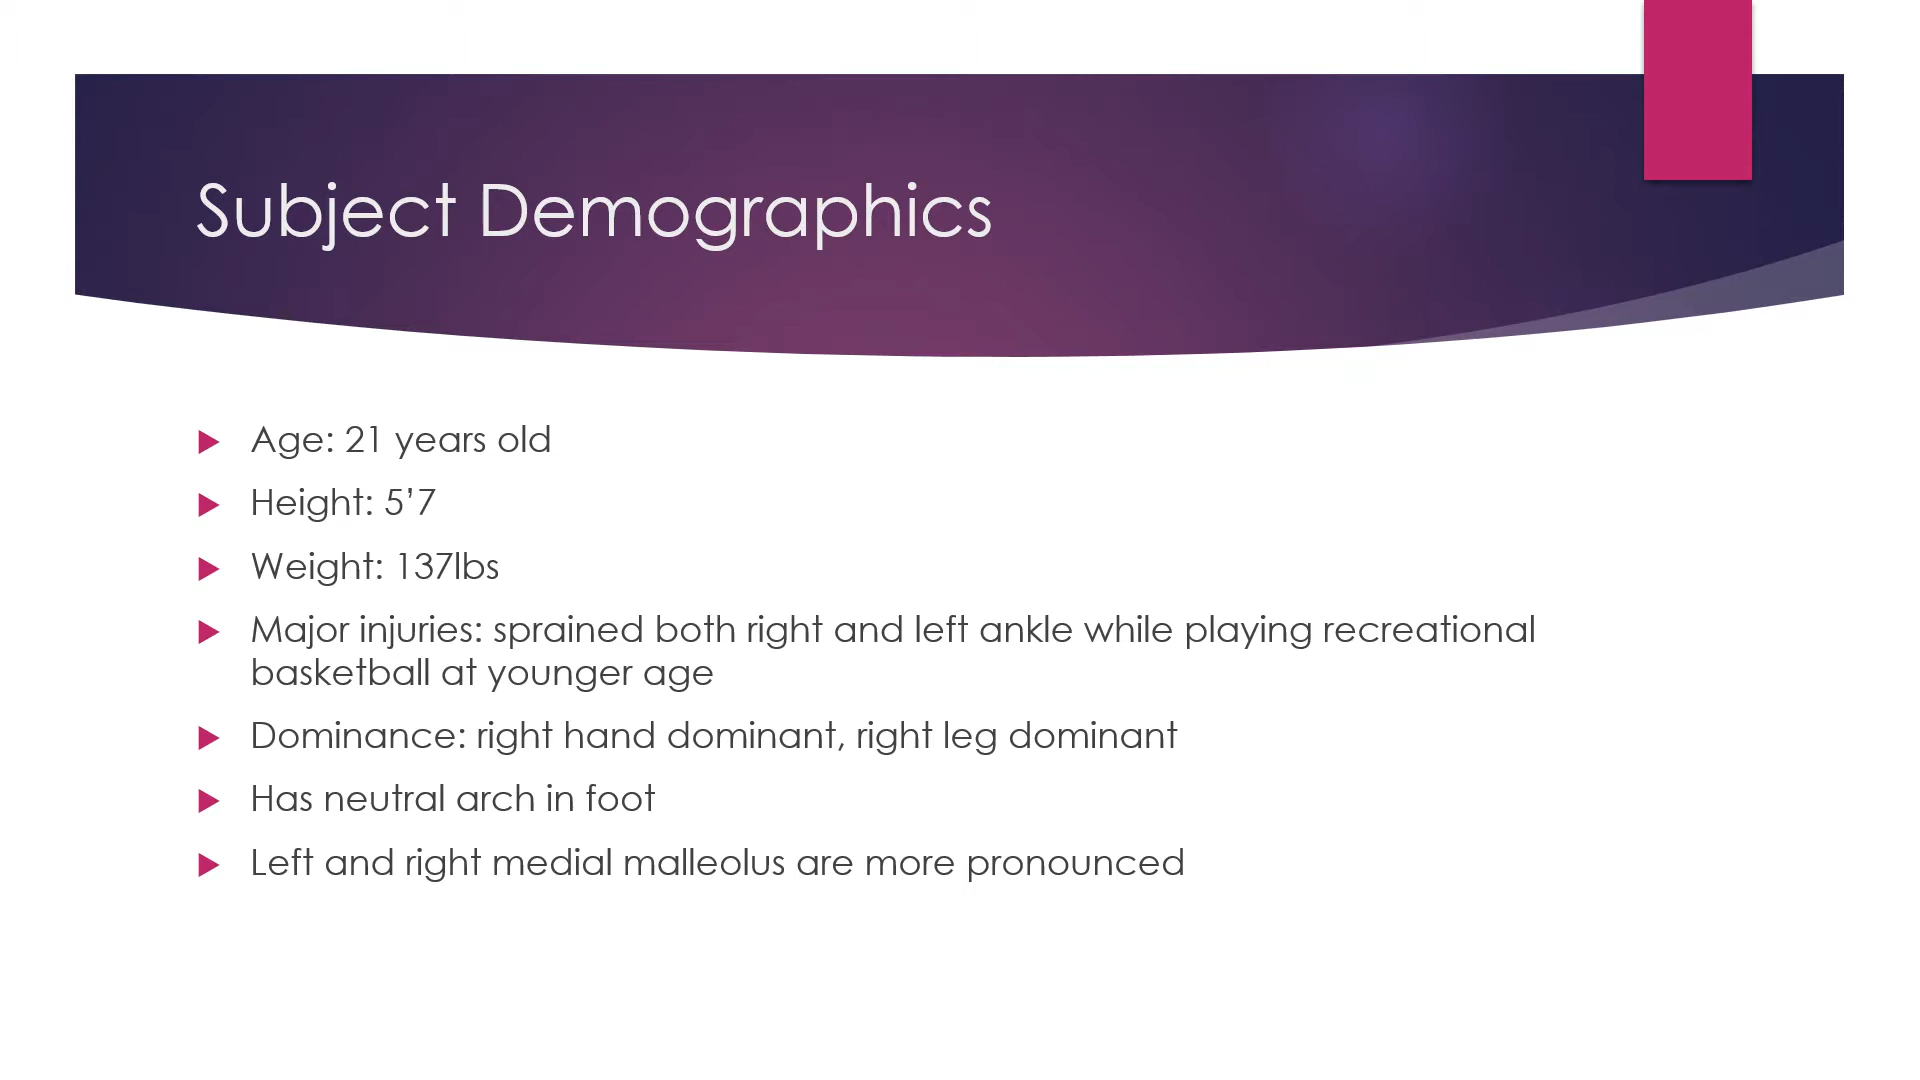 Subject Demographics
Age: 21 years old
Height: 5’7
Weight: 137lbs
Major injuries: sprained both right and left ankle while playing recreational
basketball at younger age
Dominance: right hand dominant, right leg dominant
Has neutral arch in foot
Left and right medial malleolus are more pronounced